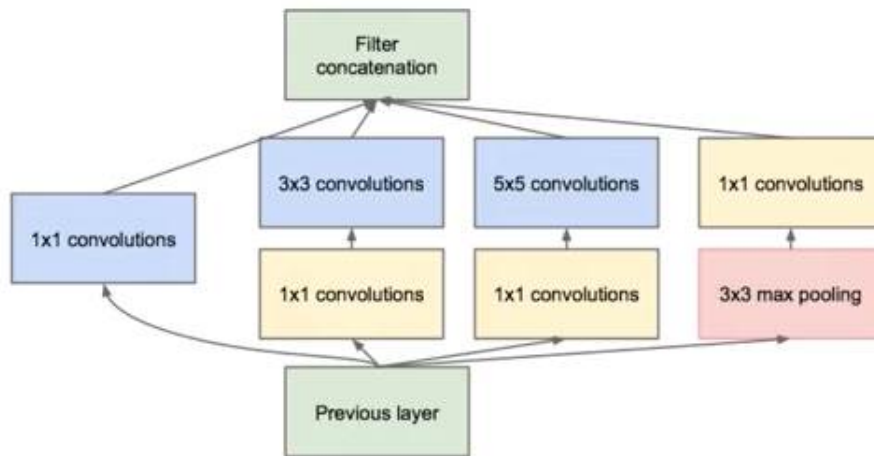 Filter
concatenation
3x3 convolutions
5x5 convolutions
1x1 convolutions
1x1 convolutions
1x1 convolutions
1x1 convolutions
3x3 max pooling
Previous layer